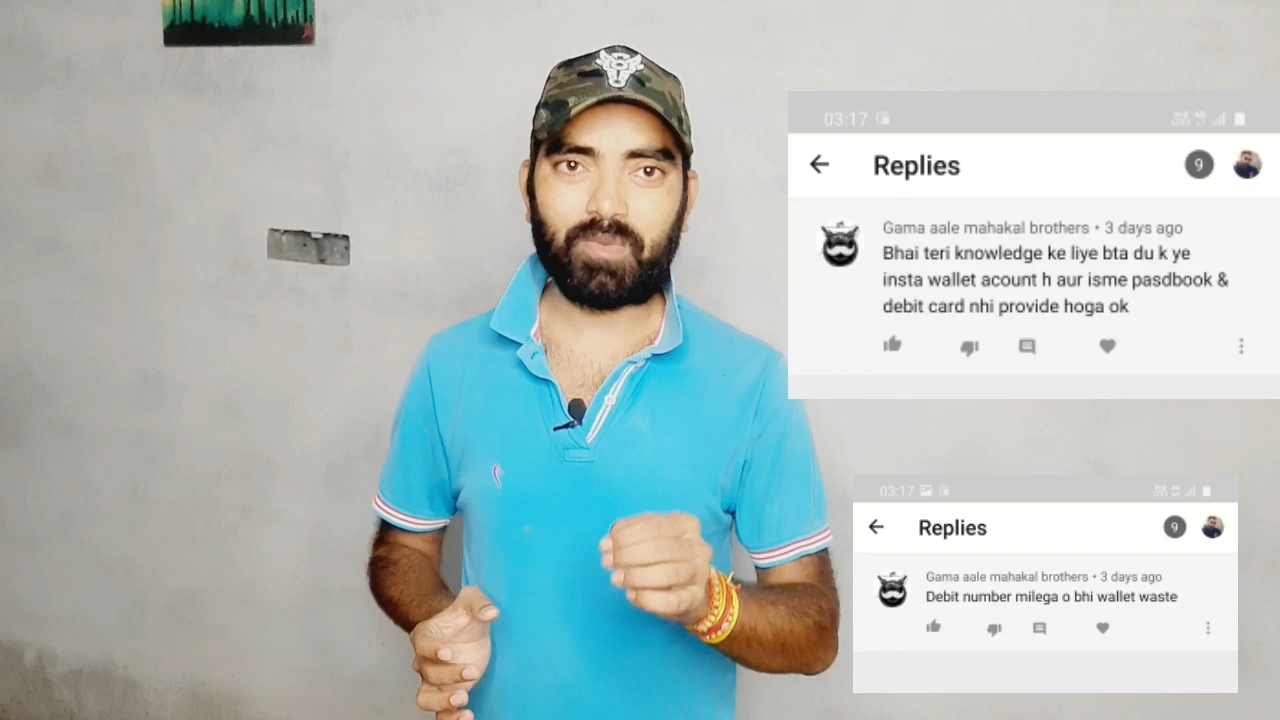 03:17
Replies
9
Gama aale mahakal brothers • 3 days ago
Bhai teri knowledge ke liye bta du k ye
insta wallet acount h aur isme pasdbook &
debit card nhi provide hoga ok
03:17
Replies
9
Gama aale mahakal brothers • 3 days ago
Debit number milega o bhi wallet waste